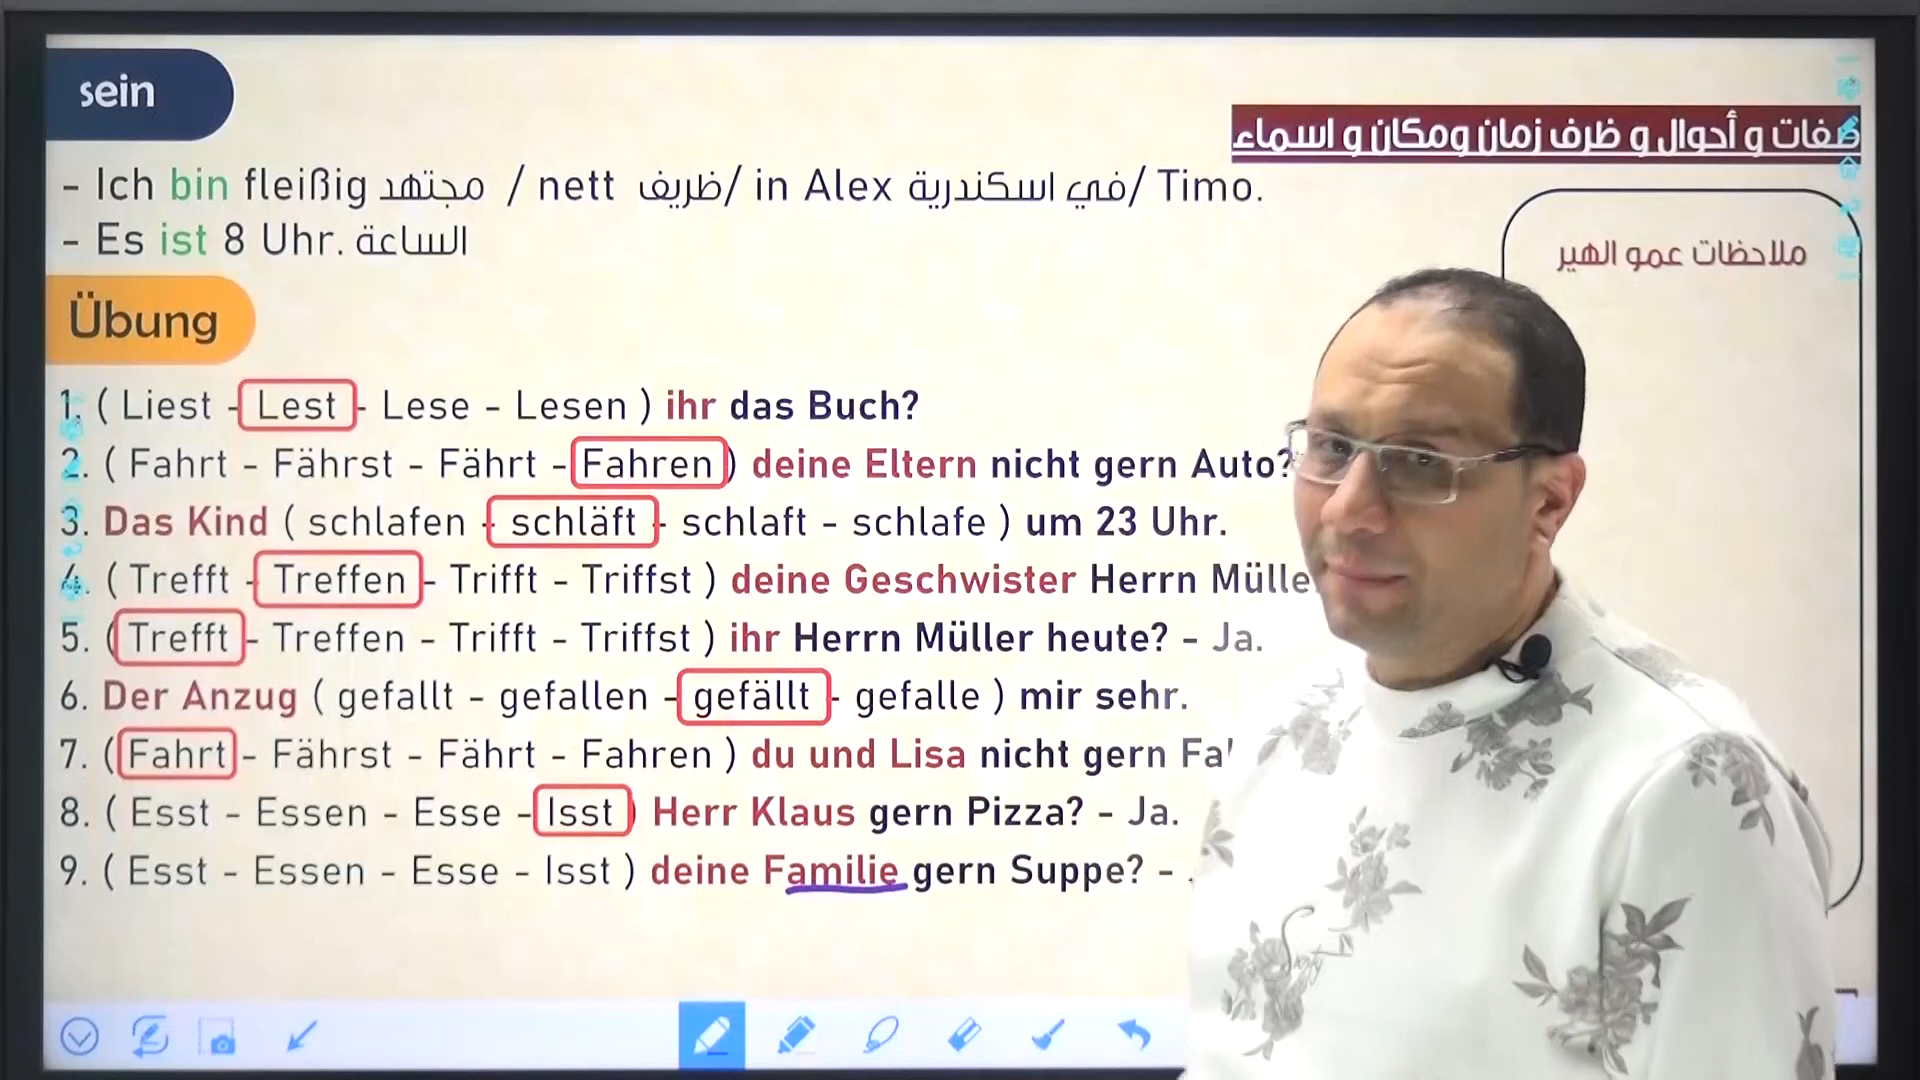 sein
صفات و أحوال و ظرف زمان ومكان و اسماء
- Ich bin fleißig مجتهد / nett ظريف / in Alex في اسكندرية / Timo.
- Es ist 8 Uhr. الساعة
ملاحظات عمو الهير
Übung
1. ( Liest - Lest - Lese - Lesen ) ihr das Buch?
2. ( Fahrt - Fährst - Fährt - Fahren ) deine Eltern nicht gern Auto?
3. Das Kind ( schlafen - schläft - schlaft - schlafe ) um 23 Uhr.
4. ( Trefft - Treffen - Trifft - Triffst ) deine Geschwister Herrn Mülle
5. ( Trefft - Treffen - Trifft - Triffst ) ihr Herrn Müller heute? - Ja.
6. Der Anzug ( gefallt - gefallen - gefällt - gefalle ) mir sehr.
7. ( Fahrt - Fährst - Fährt - Fahren ) du und Lisa nicht gern
8. ( Esst - Essen - Esse - Isst ) Herr Klaus gern Pizza? - Ja.
9. ( Esst - Essen - Esse - Isst ) deine Familie gern Suppe? -